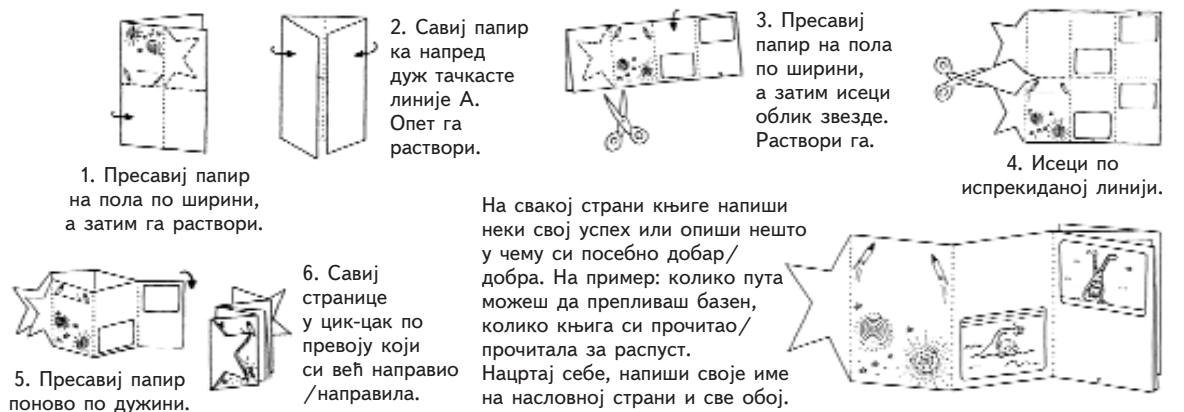 1. Пресавиј папир
на пола по ширини,
а затим га раствори.
2. Савиј папир
ка напред
дуж тачкасте
линије А.
Опет га
раствори.
3. Пресавиј
папир на пола
по ширини,
а затим исеци
облик звезде.
Раствори га.
4. Исеци по
испрекиданој линији.
5. Пресавиј папир
поново по дужини.
6. Савиј
странице
у цик-цак по
превоју који
си већ направио
/направила.
На свакој страни књиге напиши
неки свој успех или опиши нешто
у чему си посебно добар/
добра. На пример: колико пута
можеш да препливаш базен,
колико књига си прочитао/
прочитала за распуст.
Нацртај себе, напиши своје име
на насловној страни и све обој.